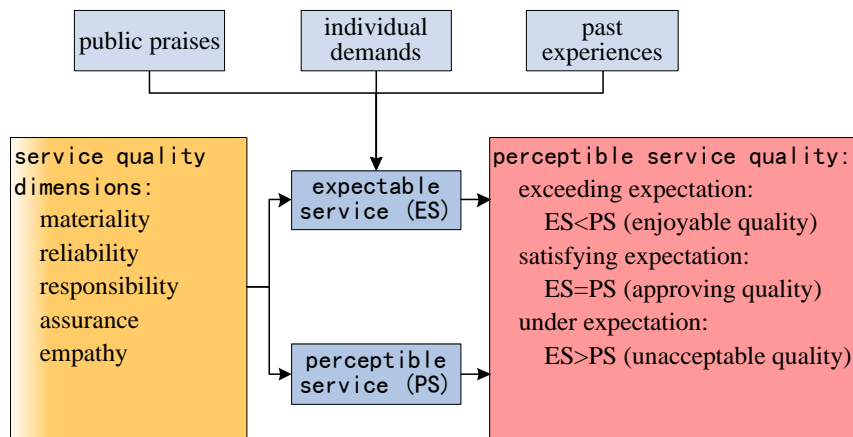 public praises
individual
demands
past
experiences
service quality
dimensions:
materiality
reliability
responsibility
assurance
empathy
expectable
service (ES)
perceptible
service (PS)
perceptible service quality:
exceeding expectation:
ES<PS (enjoyable quality)
satisfying expectation:
ES=PS (approving quality)
under expectation:
ES>PS (unacceptable quality)